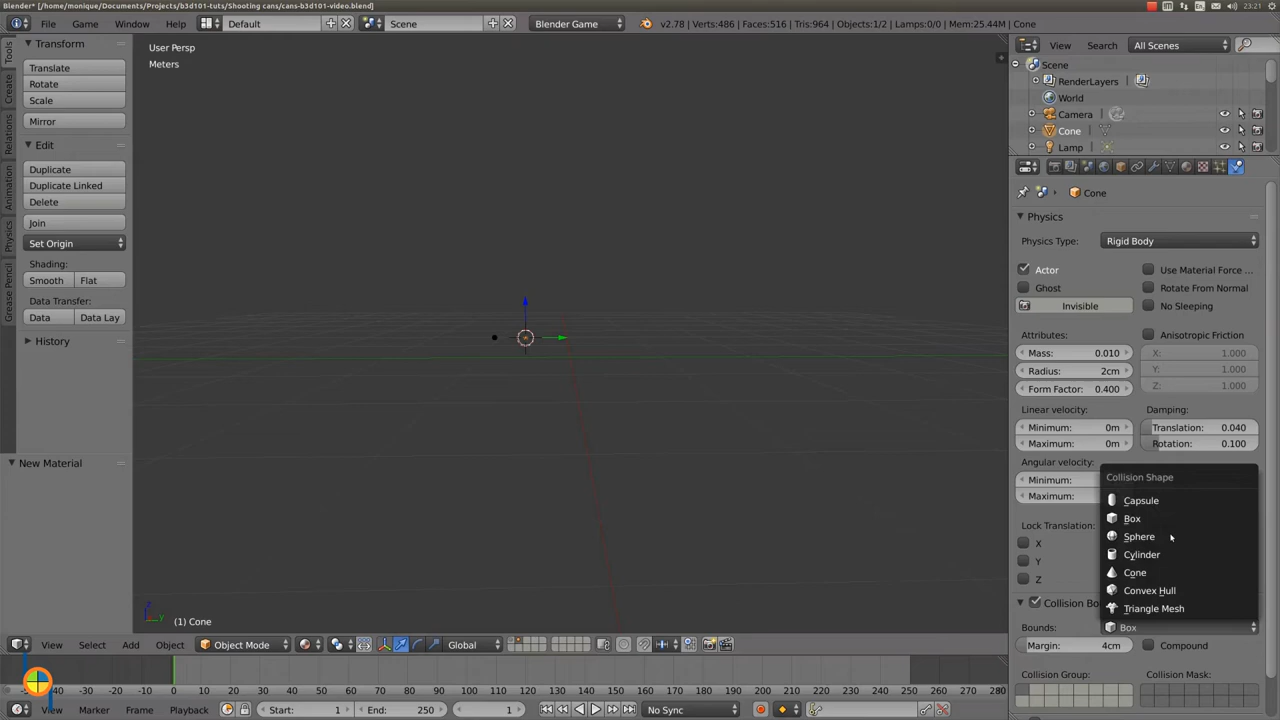 Blender* [/home/monique/Documents/Projects/b3d101-tuts/Shooting cans/cans-b3d101-video.blend]
En
23:21
File Game Window Help Default Scene Blender Game v2.78 | Verts:486 | Faces:516 | Tris:964 | Objects:1/2 | Lamps:0/0 | Mem:25.44M | Cone
Tools
Create
Relations
Animation
Physics
Grease Pencil
Transform
Translate
Rotate
Scale
Mirror
Edit
Duplicate
Duplicate Linked
Delete
Join
Set Origin
Shading:
Smooth Flat
Data Transfer:
Data Data Lay
History
New Material
User Persp
Meters
z
y
(1) Cone
View Select Add Object Object Mode Global
-40 -30 -20 -10 0 10 20 30 40 50 60 70 80 90 100 110 120 130 140 150 160 170 180 190 200 210 220 230 240 250 260 270 280
View Marker Frame Playback Start: 1 End: 250 1 No Sync
View Search All Scenes
Scene
RenderLayers
World
Camera
Cone
Lamp
Cone
Physics
Physics Type: Rigid Body
Actor Use Material Force ...
Ghost Rotate From Normal
Invisible No Sleeping
Attributes: Anisotropic Friction
Mass: 0.010 X: 1.000
Radius: 2cm Y: 1.000
Form Factor: 0.400 Z: 1.000
Linear velocity: Damping:
Minimum: 0m Translation: 0.040
Maximum: 0m Rotation: 0.100
Angular velocity:
Minimum:
Maximum:
Lock Translation:
X
Y
Z
Collision Shape
Capsule
Box
Sphere
Cylinder
Cone
Convex Hull
Triangle Mesh
Collision Bo
Bounds: Box
Margin: 4cm Compound
Collision Group: Collision Mask: